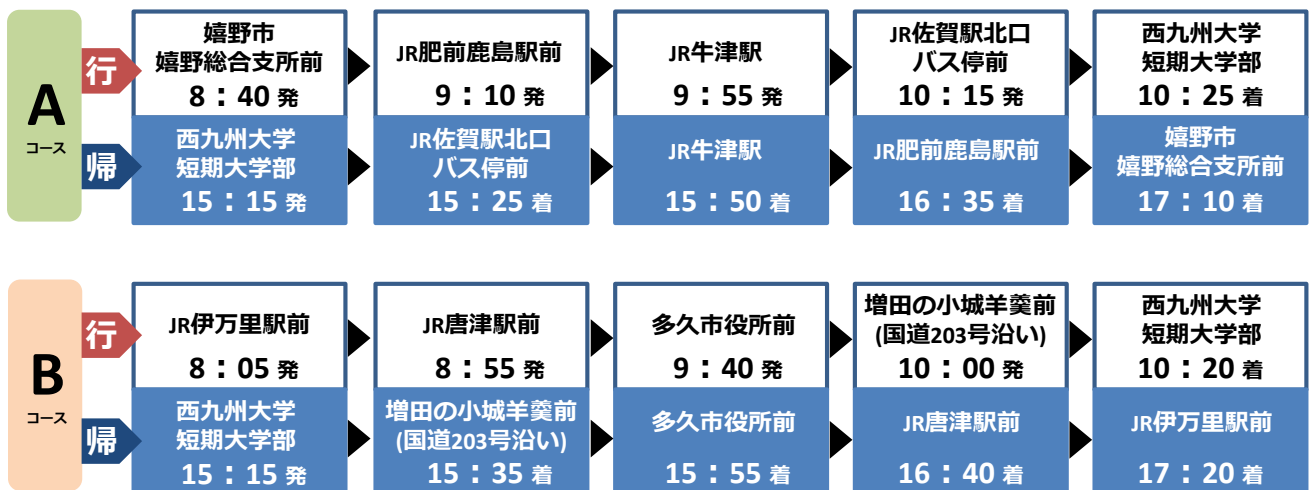 A
コース
行
嬉野市
嬉野総合支所前
8：40 発
JR肥前鹿島駅前
9：10 発
JR牛津駅
9：55 発
JR佐賀駅北口
バス停前
10：15 発
西九州大学
短期大学部
10：25 着
帰
西九州大学
短期大学部
15：15 発
JR佐賀駅北口
バス停前
15：25 着
JR牛津駅
15：50 着
JR肥前鹿島駅前
16：35 着
嬉野市
嬉野総合支所前
17：10 着
B
コース
行
JR伊万里駅前
8：05 発
JR唐津駅前
8：55 発
多久市役所前
9：40 発
増田の小城羊羹前
(国道203号沿い)
10：00 発
西九州大学
短期大学部
10：20 着
帰
西九州大学
短期大学部
15：15 発
増田の小城羊羹前
(国道203号沿い)
15：35 着
多久市役所前
15：55 着
JR唐津駅前
16：40 着
JR伊万里駅前
17：20 着